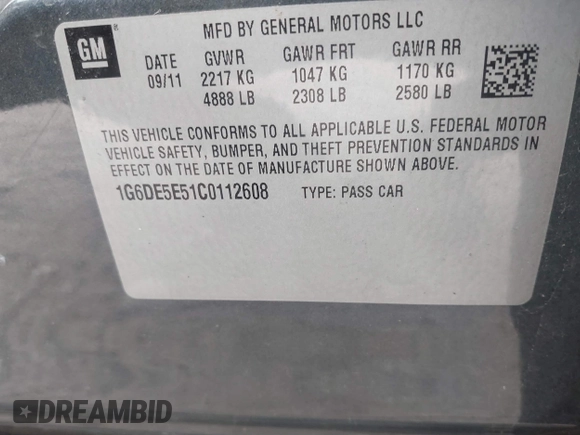 GM
MFD BY GENERAL MOTORS LLC
DATE GVWR GAWR FRT GAWR RR
09/11 2217 KG 1047 KG 1170 KG
4888 LB 2308 LB 2580 LB
THIS VEHICLE CONFORMS TO ALL APPLICABLE U.S. FEDERAL MOTOR
VEHICLE SAFETY, BUMPER, AND THEFT PREVENTION STANDARDS IN
EFFECT ON THE DATE OF MANUFACTURE SHOWN ABOVE.
1G6DE5E51C0112608 TYPE: PASS CAR
DREAMBID